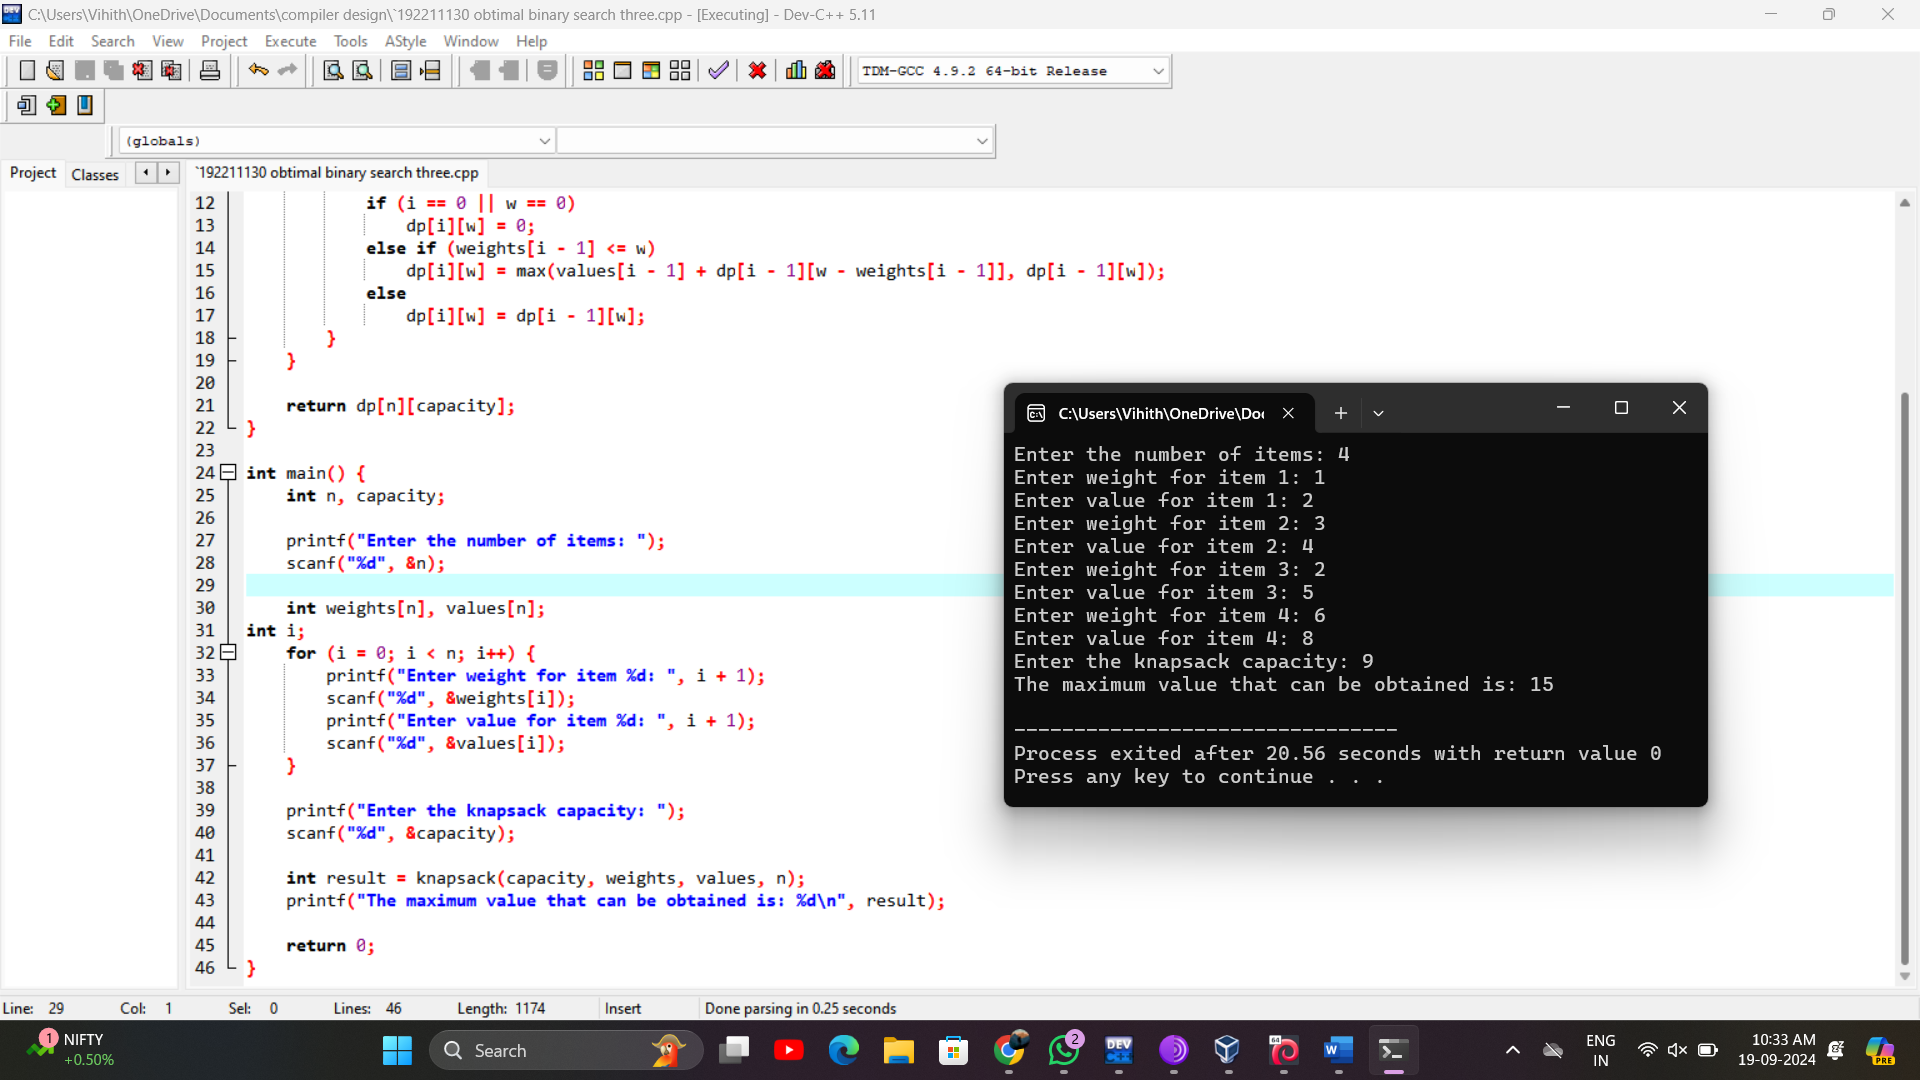 C:\Users\Vihith\OneDrive\Documents\compiler design\`192211130 obtimal binary search three.cpp - [Executing] - Dev-C++ 5.11
File Edit Search View Project Execute Tools AStyle Window Help
TDM-GCC 4.9.2 64-bit Release
(globals)
Project Classes `192211130 obtimal binary search three.cpp
12 if (i == 0 || w == 0)
13 dp[i][w] = 0;
14 else if (weights[i - 1] <= w)
15 dp[i][w] = max(values[i - 1] + dp[i - 1][w - weights[i - 1]], dp[i - 1][w]);
16 else
17 dp[i][w] = dp[i - 1][w];
18 }
19 }
20
21 return dp[n][capacity];
22 }
23
24 int main() {
25 int n, capacity;
26
27 printf("Enter the number of items: ");
28 scanf("%d", &n);
29
30 int weights[n], values[n];
31 int i;
32 for (i = 0; i < n; i++) {
33 printf("Enter weight for item %d: ", i + 1);
34 scanf("%d", &weights[i]);
35 printf("Enter value for item %d: ", i + 1);
36 scanf("%d", &values[i]);
37 }
38
39 printf("Enter the knapsack capacity: ");
40 scanf("%d", &capacity);
41
42 int result = knapsack(capacity, weights, values, n);
43 printf("The maximum value that can be obtained is: %d\n", result);
44
45 return 0;
46 }
C:\Users\Vihith\OneDrive\Do
Enter the number of items: 4
Enter weight for item 1: 1
Enter value for item 1: 2
Enter weight for item 2: 3
Enter value for item 2: 4
Enter weight for item 3: 2
Enter value for item 3: 5
Enter weight for item 4: 6
Enter value for item 4: 8
Enter the knapsack capacity: 9
The maximum value that can be obtained is: 15
--------------------------------
Process exited after 20.56 seconds with return value 0
Press any key to continue . . .
Line: 29 Col: 1 Sel: 0 Lines: 46 Length: 1174 Insert Done parsing in 0.25 seconds
1 NIFTY
+0.50%
Search
2
DEV
C++
64
W
ENG
IN
10:33 AM
19-09-2024
PRE